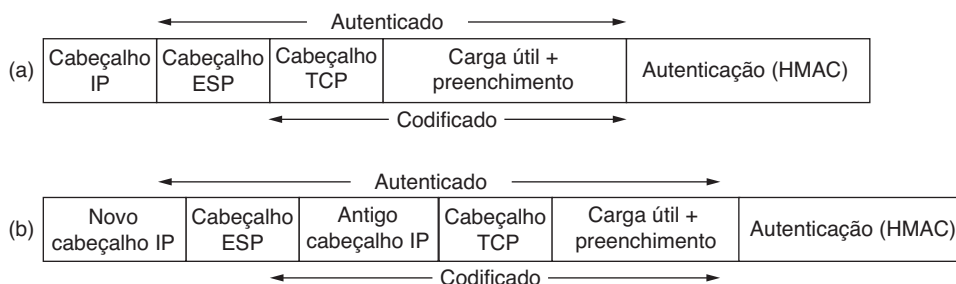 Autenticado
(a)
Cabeçalho
IP
Cabeçalho
ESP
Cabeçalho
TCP
Carga útil +
preenchimento
Autenticação (HMAC)
Codificado
Autenticado
(b)
Novo
cabeçalho IP
Cabeçalho
ESP
Antigo
cabeçalho IP
Cabeçalho
TCP
Carga útil +
preenchimento
Autenticação (HMAC)
Codificado